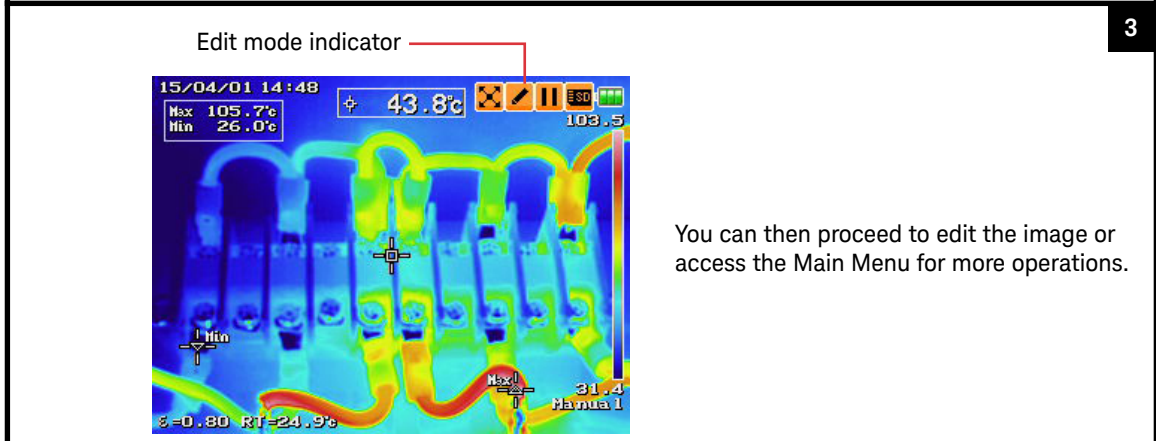 3
Edit mode indicator
15/04/01 14:48
43.8℃
SD
Max 105.7℃
Min 26.0℃
103.5
You can then proceed to edit the image or
access the Main Menu for more operations.
Min
Max
31.4
Manual
ε=0.80 RT=24.9℃